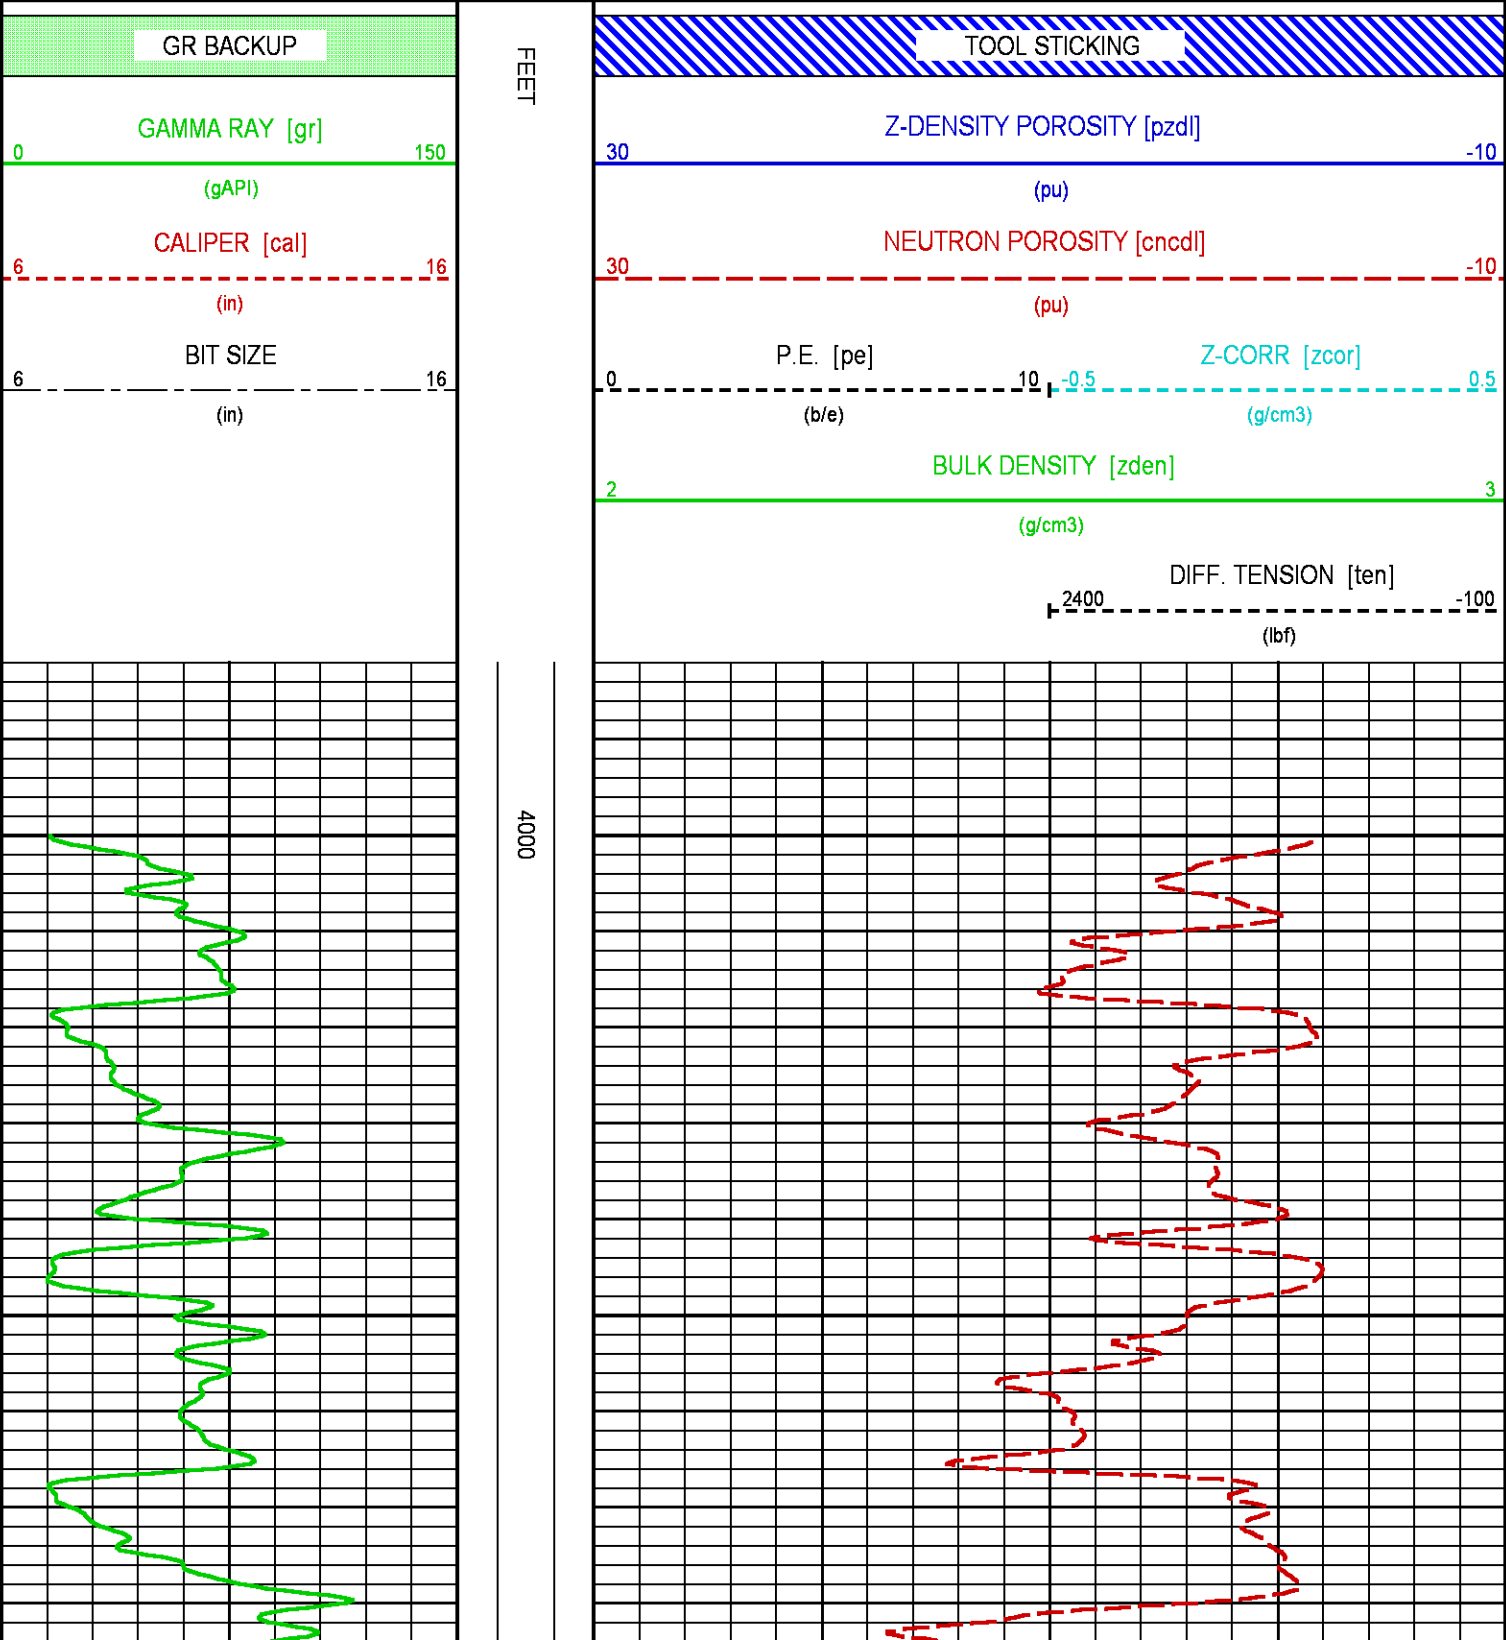 GR BACKUP
GAMMA RAY [gr]
0 150
(gAPI)
CALIPER [cal]
6 16
(in)
BIT SIZE
6 16
(in)
FEET
4000
TOOL STICKING
Z-DENSITY POROSITY [pzdl]
30 -10
(pu)
NEUTRON POROSITY [cncdl]
30 -10
(pu)
P.E. [pe]
0 10
(b/e)
Z-CORR [zcor]
-0.5 0.5
(g/cm3)
BULK DENSITY [zden]
2 3
(g/cm3)
DIFF. TENSION [ten]
2400 -100
(lbf)